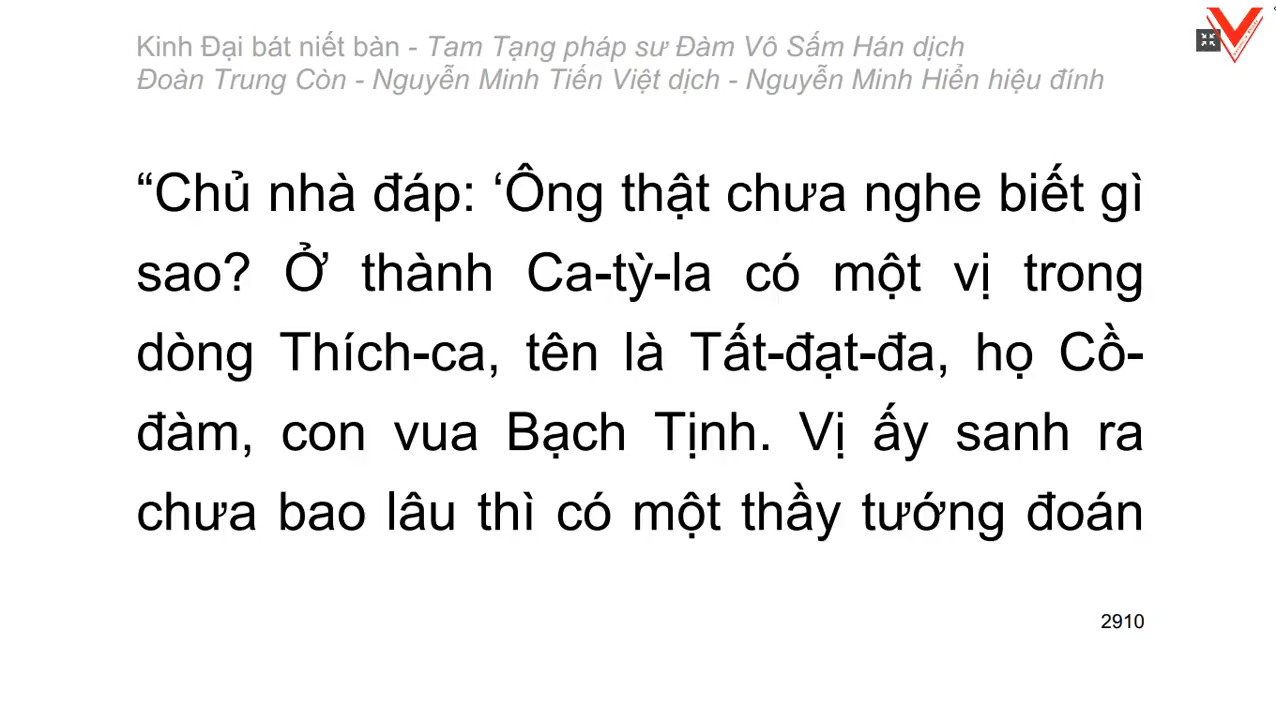 Kinh Đại bát niết bàn - Tam Tạng pháp sư Đàm Vô Sấm Hán dịch
Đoàn Trung Còn - Nguyễn Minh Tiến Việt dịch - Nguyễn Minh Hiển hiệu đính
“Chủ nhà đáp: ‘Ông thật chưa nghe biết gì
sao? Ở thành Ca-tỳ-la có một vị trong
dòng Thích-ca, tên là Tất-đạt-đa, họ Cồ-
đàm, con vua Bạch Tịnh. Vị ấy sanh ra
chưa bao lâu thì có một thầy tướng đoán
2910